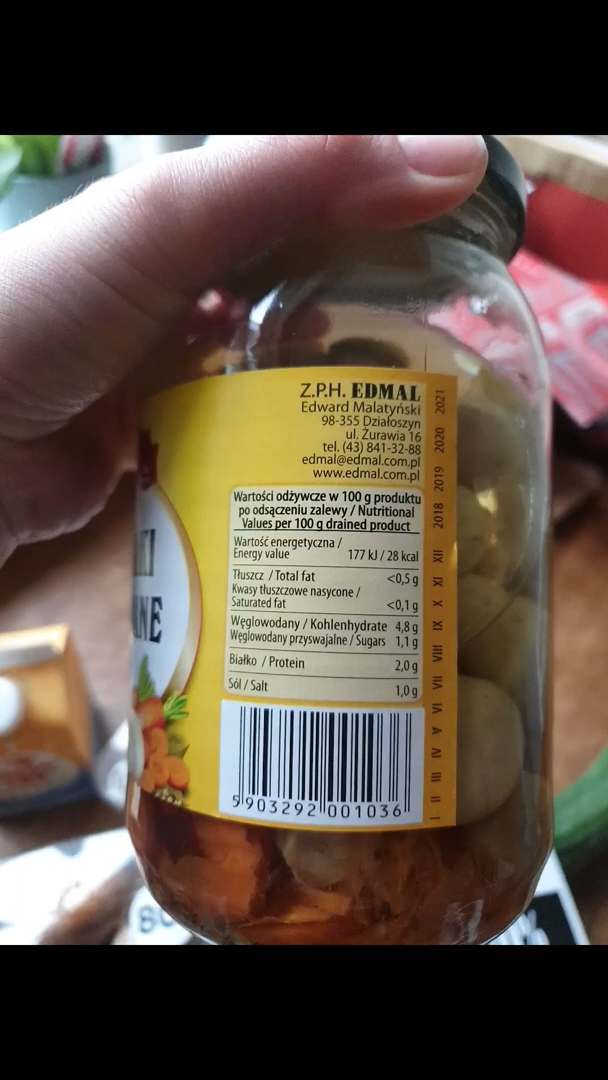 Z.P.H. EDMAL
Edward Malatyński
98-355 Działoszyn
ul. Żurawia 16
tel. (43) 841-32-88
edmal@edmal.com.pl
www.edmal.com.pl
Wartości odżywcze w 100 g produktu
po odsączeniu zalewy / Nutritional
Values per 100 g drained product
Wartość energetyczna /
Energy value 177 kJ / 28 kcal
Tłuszcz / Total fat <0,5 g
Kwasy tłuszczowe nasycone /
Saturated fat <0,1 g
Węglowodany / Kohlenhydrate 4,8 g
Węglowodany przyswajalne / Sugars 1,1 g
Białko / Protein 2,0 g
Sól / Salt 1,0 g
5 903292 001036
I II III IV V VI VII VIII IX X XI XII 2018 2019 2020 2021